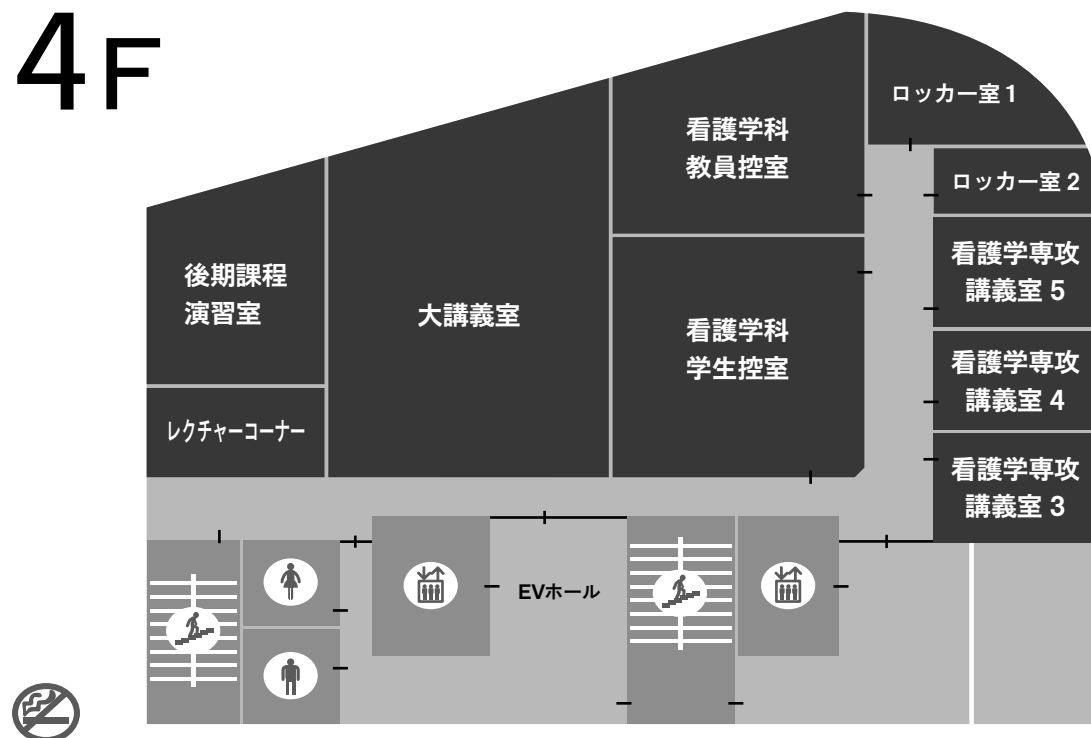 4F
ロッカー室 1
看護学科
教員控室
ロッカー室 2
後期課程
演習室
大講義室
看護学科
学生控室
看護学専攻
講義室 5
看護学専攻
講義室 4
レクチャーコーナー
看護学専攻
講義室 3
EVホール